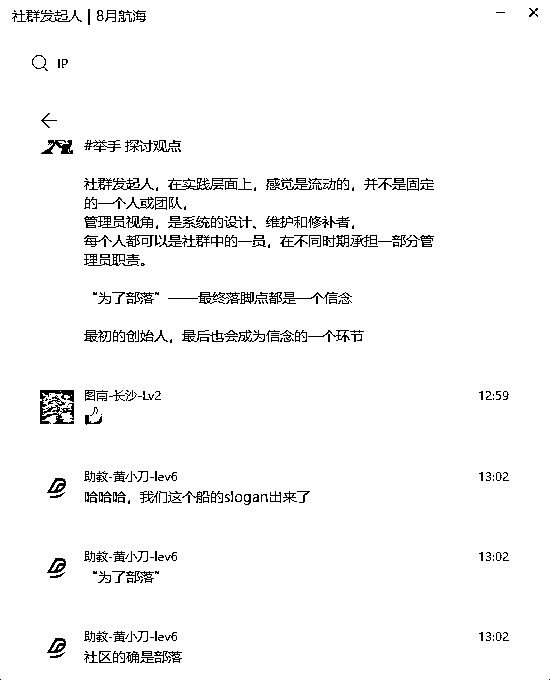 社群发起人 | 8月航海
IP
#举手 探讨观点
社群发起人，在实践层面上，感觉是流动的，并不是固定
的一个人或团队，
管理员视角，是系统的设计、维护和修补者，
每个人都可以是社群中的一员，在不同时期承担一部分管
理员职责。
“为了部落”——最终落脚点都是一个信念
最初的创始人，最后也会成为信念的一个环节
图南-长沙-Lv2 12:59
助教-黄小刀-lev6 13:02
哈哈哈，我们这个船的slogan出来了
助教-黄小刀-lev6 13:02
“为了部落”
助教-黄小刀-lev6 13:02
社区的确是部落